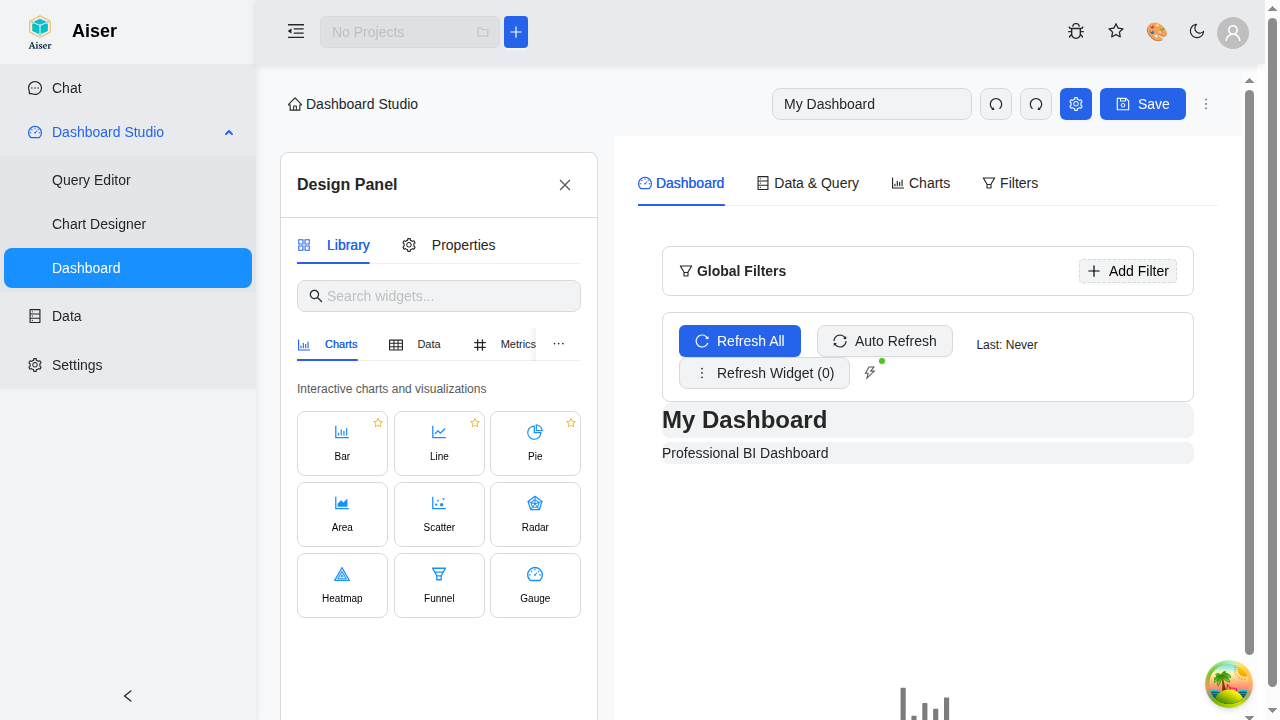 Aiser
Aiser
No Projects
Chat
Dashboard Studio
Query Editor
Chart Designer
Dashboard
Data
Settings
Dashboard Studio
My Dashboard
Save
Design Panel
Library
Properties
Search widgets...
Charts
Data
Metrics
Interactive charts and visualizations
Bar
Line
Pie
Area
Scatter
Radar
Heatmap
Funnel
Gauge
Dashboard
Data & Query
Charts
Filters
Global Filters
Add Filter
Refresh All
Auto Refresh
Last: Never
Refresh Widget (0)
My Dashboard
Professional BI Dashboard